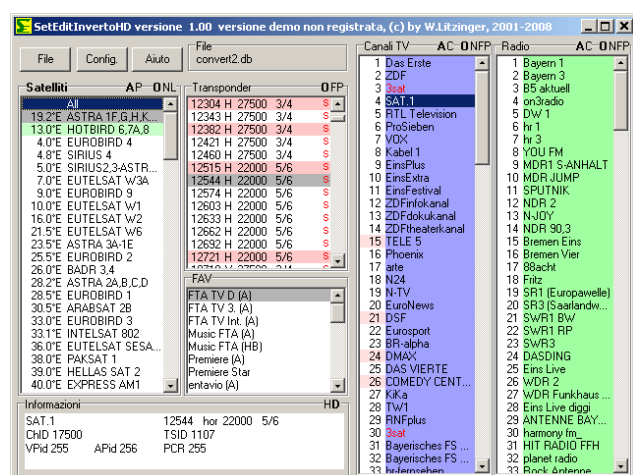 SetEditInvertoHD versione 1.00 versione demo non registrata, (c) by W.Litzinger, 2001-2008
File Config. Aiuto
File
convert2.db
Satelliti A P O N L
All
19.2°E ASTRA 1F,G,H,K...
13.0°E HOTBIRD 6,7A,8
4.0°E EUROBIRD 4
4.8°E SIRIUS 4
5.0°E SIRIUS2,3-ASTR...
7.0°E EUTELSAT W3A
9.0°E EUROBIRD 9
10.0°E EUTELSAT W1
16.0°E EUTELSAT W2
21.5°E EUTELSAT W6
23.5°E ASTRA 3A-1E
25.5°E EUROBIRD 2
26.0°E BADR 3,4
28.2°E ASTRA 2A,B,C,D
28.5°E EUROBIRD 1
30.5°E ARABSAT 2B
33.0°E EUROBIRD 3
33.1°E INTELSAT 802
36.0°E EUTELSAT SESA...
38.0°E PAKSAT 1
39.0°E HELLAS SAT 2
40.0°E EXPRESS AM1
Transponder O F P
12304 H 27500 3/4 S
12343 H 27500 3/4 S
12382 H 27500 3/4 S
12421 H 27500 3/4 S
12460 H 27500 3/4 S
12515 H 22000 5/6 S
12544 H 22000 5/6 S
12574 H 22000 5/6 S
12603 H 22000 5/6 S
12633 H 22000 5/6 S
12662 H 22000 5/6 S
12692 H 22000 5/6 S
12721 H 22000 5/6 S
FAV
FTA TV D (A)
FTA TV 3. (A)
FTA TV Int. (A)
Music FTA (A)
Music FTA (HB)
Premiere (A)
Premiere Star
entavio (A)
Canali TV A C O N F P
1 Das Erste
2 ZDF
3 3sat
4 SAT.1
5 RTL Television
6 ProSieben
7 VOX
8 Kabel 1
9 EinsPlus
10 EinsExtra
11 EinsFestival
12 ZDFinfokanal
13 ZDFdokukanal
14 ZDFtheaterkanal
15 TELE 5
16 Phoenix
17 arte
18 N24
19 N-TV
20 EuroNews
21 DSF
22 Eurosport
23 BR-alpha
24 DMAX
25 DAS VIERTE
26 COMEDY CENT...
27 KiKa
28 TW1
29 RNFplus
30 3sat
31 Bayerisches FS ...
32 Bayerisches FS ...
33 hr-fernsehen
Radio A C O N F P
1 Bayern 1
2 Bayern 3
3 B5 aktuell
4 on3radio
5 DW 1
6 hr 1
7 hr 3
8 YOU FM
9 MDR1 S-ANHALT
10 MDR JUMP
11 SPUTNIK
12 NDR 2
13 N-JOY
14 NDR 90,3
15 Bremen Eins
16 Bremen Vier
17 88acht
18 Fritz
19 SR1 (Europawelle)
20 SR3 (Saarlandw...
21 SWR1 BW
22 SWR1 RP
23 SWR3
24 DASDING
25 Eins Live
26 WDR 2
27 WDR Funkhaus ...
28 Eins Live diggi
29 ANTENNE BAY...
30 harmony fm_
31 HIT RADIO FFH
32 planet radio
33 Rock Antenne
Informazioni HD
SAT.1 12544 hor 22000 5/6
ChID 17500 TSID 1107
VPid 255 APid 256 PCR 255